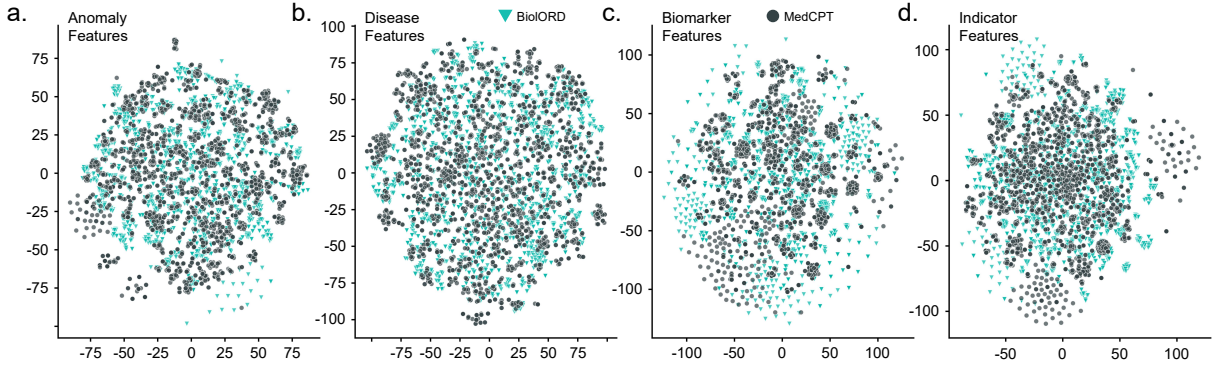 a.
Anomaly
Features
75
50
25
0
-25
-50
-75
-75 -50 -25 0 25 50 75
b.
Disease
Features
BiolORD
100
75
50
25
0
-25
-50
-75
-100
-75 -50 -25 0 25 50 75
c.
Biomarker
Features
MedCPT
100
50
0
-50
-100
-100 -50 0 50 100
d.
Indicator
Features
100
50
0
-50
-100
-50 0 50 100